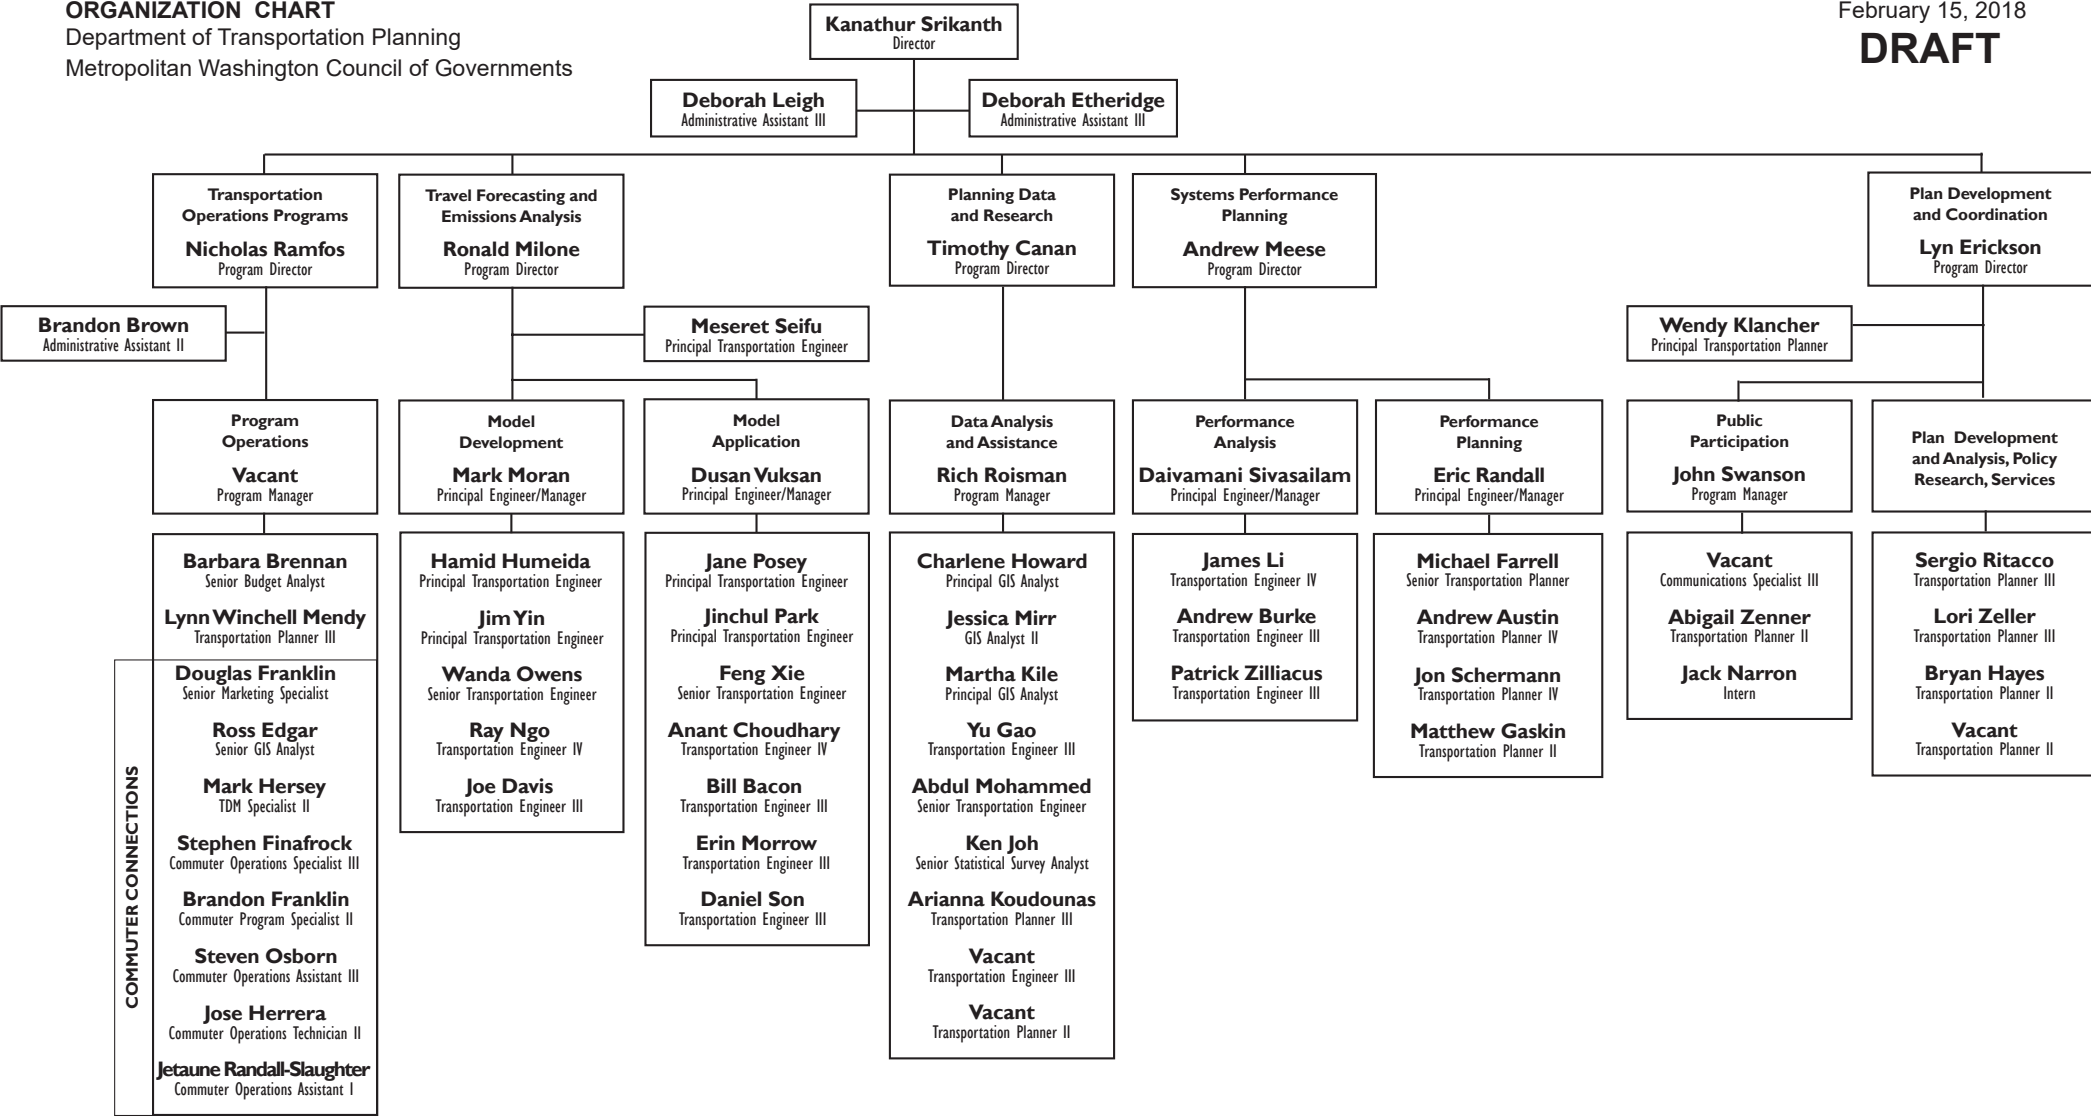 ORGANIZATION CHART
Department of Transportation Planning
Metropolitan Washington Council of Governments
February 15, 2018
DRAFT
Kanathur Srikanth
Director
Deborah Leigh
Administrative Assistant III
Deborah Etheridge
Administrative Assistant III
Transportation
Operations Programs
Nicholas Ramfos
Program Director
Travel Forecasting and
Emissions Analysis
Ronald Milone
Program Director
Planning Data
and Research
Timothy Canan
Program Director
Systems Performance
Planning
Andrew Meese
Program Director
Plan Development
and Coordination
Lyn Erickson
Program Director
Brandon Brown
Administrative Assistant II
Meseret Seifu
Principal Transportation Engineer
Wendy Klancher
Principal Transportation Planner
Program
Operations
Vacant
Program Manager
Model
Development
Mark Moran
Principal Engineer/Manager
Model
Application
Dusan Vuksan
Principal Engineer/Manager
Data Analysis
and Assistance
Rich Roisman
Program Manager
Performance
Analysis
Daivamani Sivasailam
Principal Engineer/Manager
Performance
Planning
Eric Randall
Principal Engineer/Manager
Public
Participation
John Swanson
Program Manager
Plan Development
and Analysis, Policy
Research, Services
Barbara Brennan
Senior Budget Analyst
Lynn Winchell Mendy
Transportation Planner III
COMMUTER CONNECTIONS
Douglas Franklin
Senior Marketing Specialist
Ross Edgar
Senior GIS Analyst
Mark Hersey
TDM Specialist II
Stephen Finafrock
Commuter Operations Specialist III
Brandon Franklin
Commuter Program Specialist II
Steven Osborn
Commuter Operations Assistant III
Jose Herrera
Commuter Operations Technician II
Jetaune Randall-Slaughter
Commuter Operations Assistant I
Hamid Humeida
Principal Transportation Engineer
Jim Yin
Principal Transportation Engineer
Wanda Owens
Senior Transportation Engineer
Ray Ngo
Transportation Engineer IV
Joe Davis
Transportation Engineer III
Jane Posey
Principal Transportation Engineer
Jinchul Park
Principal Transportation Engineer
Feng Xie
Senior Transportation Engineer
Anant Choudhary
Transportation Engineer IV
Bill Bacon
Transportation Engineer III
Erin Morrow
Transportation Engineer III
Daniel Son
Transportation Engineer III
Charlene Howard
Principal GIS Analyst
Jessica Mirr
GIS Analyst II
Martha Kile
Principal GIS Analyst
Yu Gao
Transportation Engineer III
Abdul Mohammed
Senior Transportation Engineer
Ken Joh
Senior Statistical Survey Analyst
Arianna Koudounas
Transportation Planner III
Vacant
Transportation Engineer III
Vacant
Transportation Planner II
James Li
Transportation Engineer IV
Andrew Burke
Transportation Engineer III
Patrick Zilliacus
Transportation Engineer III
Michael Farrell
Senior Transportation Planner
Andrew Austin
Transportation Planner IV
Jon Schermann
Transportation Planner IV
Matthew Gaskin
Transportation Planner II
Vacant
Communications Specialist III
Abigail Zenner
Transportation Planner II
Jack Narron
Intern
Sergio Ritacco
Transportation Planner III
Lori Zeller
Transportation Planner III
Bryan Hayes
Transportation Planner II
Vacant
Transportation Planner II